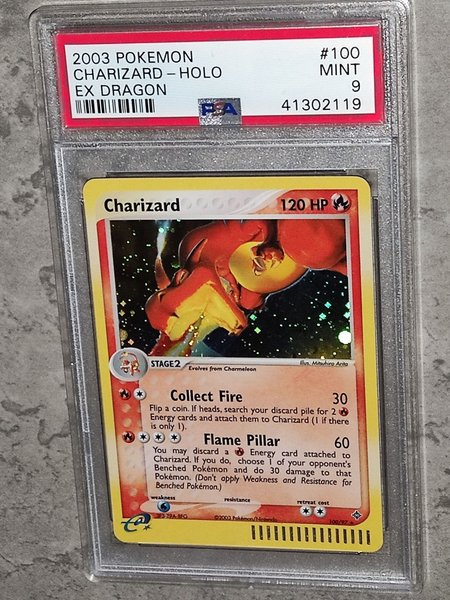 2003 POKEMON #100
CHARIZARD – HOLO MINT
EX DRAGON 9
PSA 41302119
Charizard 120 HP
STAGE 2 Evolves from Charmeleon Illus. Mitsuhiro Arita
Collect Fire 30
Flip a coin. If heads, search your discard pile for 2
Energy cards and attach them to Charizard (1 if there
is only 1).
Flame Pillar 60
You may discard a Energy card attached to
Charizard. If you do, choose 1 of your opponent's
Benched Pokémon and do 30 damage to that
Pokémon. (Don't apply Weakness and Resistance for
Benched Pokémon.)
weakness resistance retreat cost
©2003 Pokémon/Nintendo 100/97